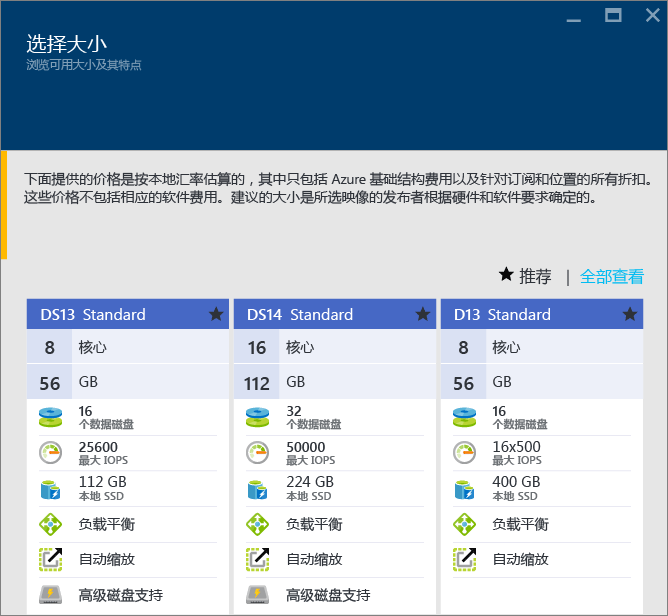 选择大小
浏览可用大小及其特点
下面提供的价格是按本地汇率估算的，其中只包括 Azure 基础结构费用以及针对订阅和位置的所有折扣。
这些价格不包括相应的软件费用。建议的大小是所选映像的发布者根据硬件和软件要求确定的。
★ 推荐 | 全部查看
DS13 Standard ★
8 核心
56 GB
16
个数据磁盘
25600
最大 IOPS
112 GB
本地 SSD
负载平衡
自动缩放
高级磁盘支持
DS14 Standard ★
16 核心
112 GB
32
个数据磁盘
50000
最大 IOPS
224 GB
本地 SSD
负载平衡
自动缩放
高级磁盘支持
D13 Standard ★
8 核心
56 GB
16
个数据磁盘
16x500
最大 IOPS
400 GB
本地 SSD
负载平衡
自动缩放